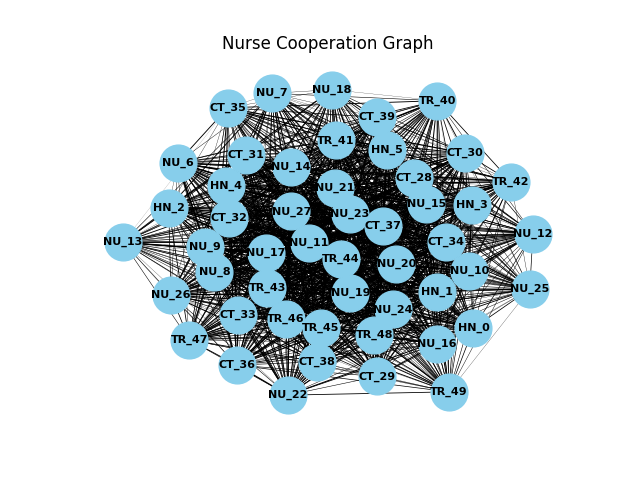 Nurse Cooperation Graph
NU_7
NU_18
TR_40
CT_35
CT_39
TR_41
HN_5
CT_31
CT_30
NU_6
NU_14
CT_28
TR_42
HN_4
NU_21
HN_2
NU_15
HN_3
CT_32
NU_27
NU_23
CT_37
NU_12
NU_13
NU_9
NU_11
CT_34
NU_17
TR_44
NU_20
NU_8
NU_10
TR_43
NU_19
HN_1
NU_25
NU_26
NU_24
CT_33
TR_46
TR_45
HN_0
TR_48
TR_47
NU_16
CT_38
CT_36
CT_29
NU_22
TR_49